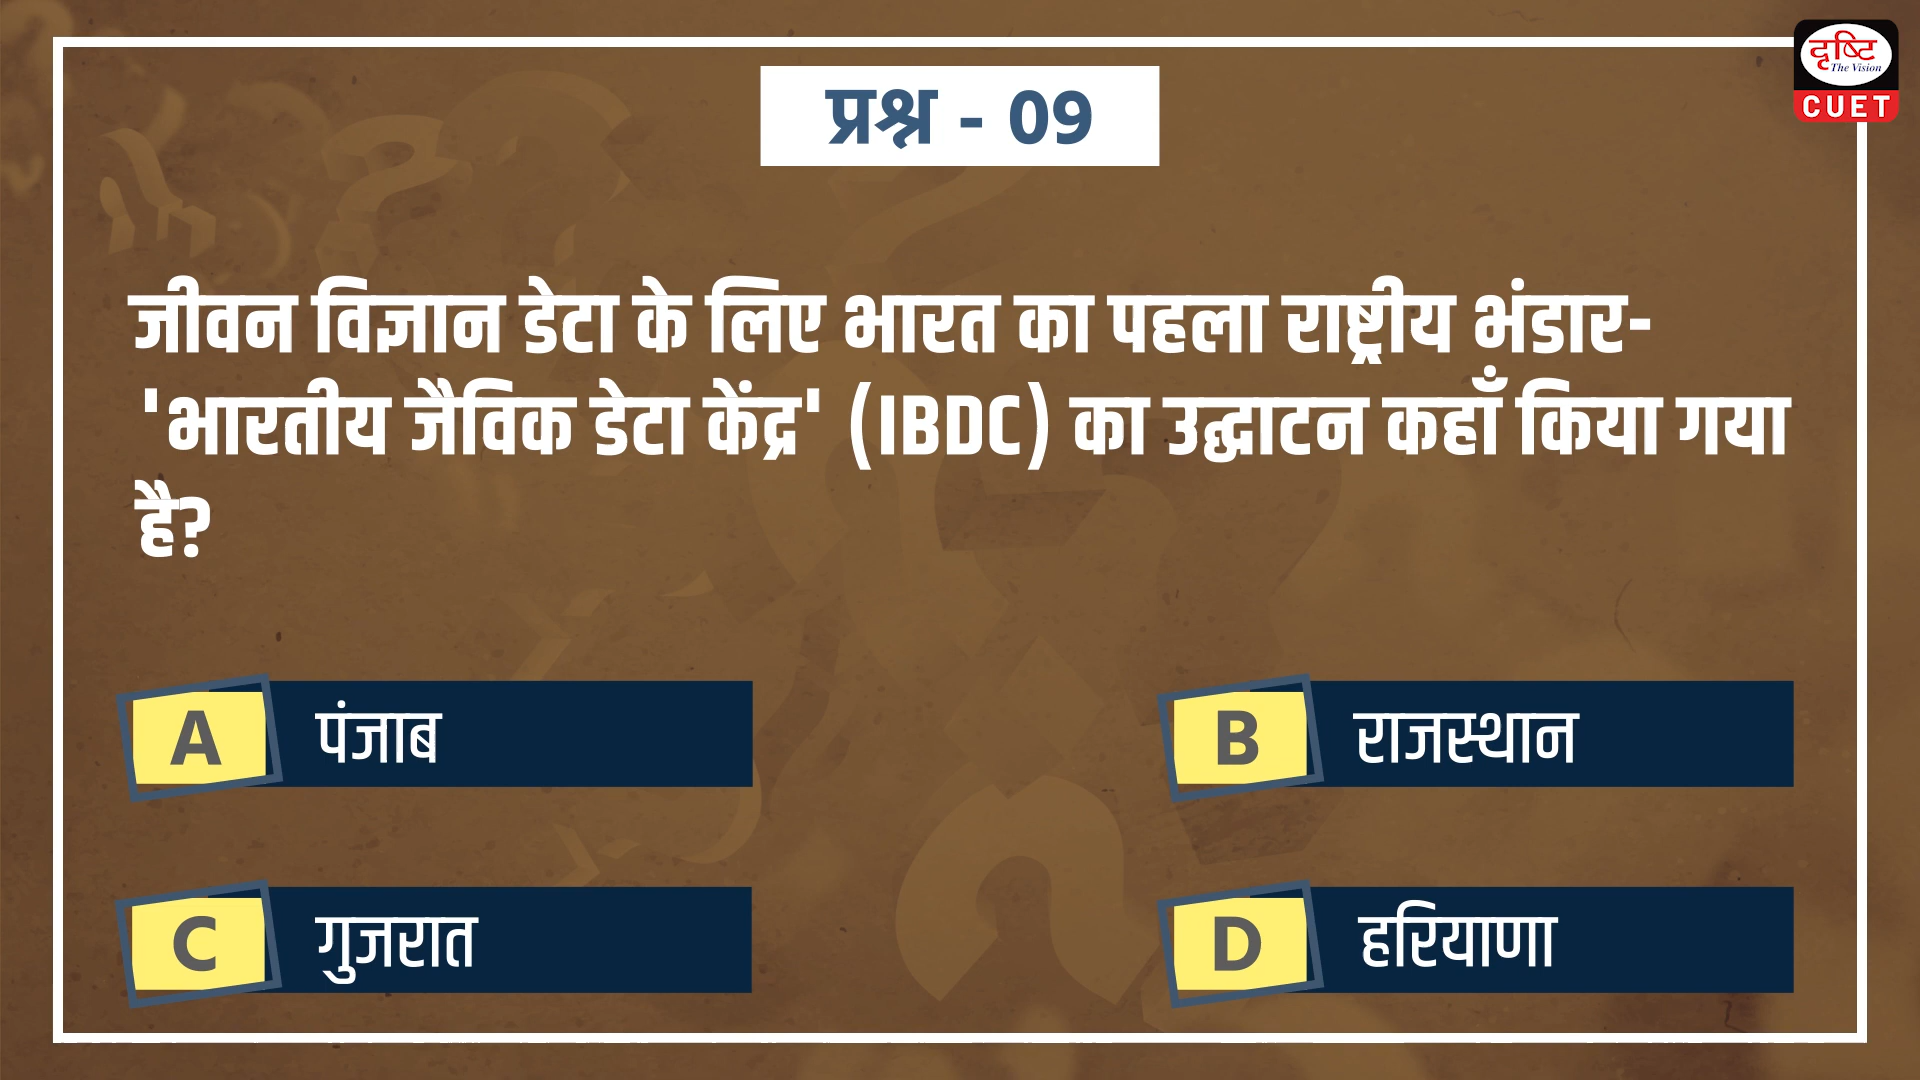 दृष्टि
The Vision
CUET
प्रश्न - 09
जीवन विज्ञान डेटा के लिए भारत का पहला राष्ट्रीय भंडार-
'भारतीय जैविक डेटा केंद्र' (IBDC) का उद्घाटन कहाँ किया गया
है?
A पंजाब
B राजस्थान
C गुजरात
D हरियाणा